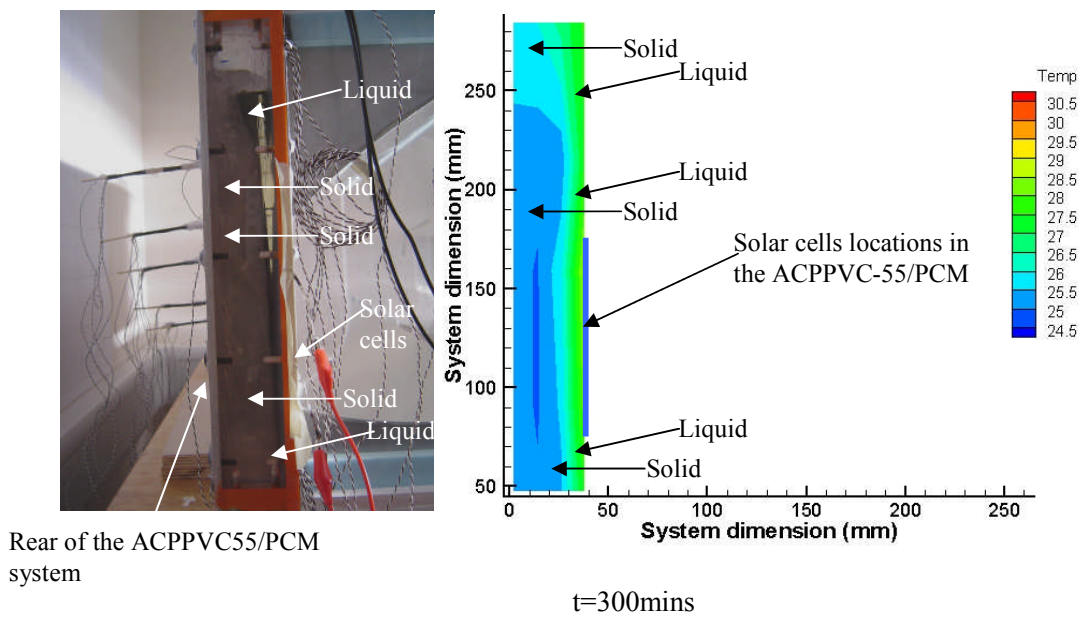 Liquid
Solid
Solid
Solar
cells
Solid
Liquid
Rear of the ACPPVC55/PCM
system
Solid
Liquid
Liquid
Solid
Solar cells locations in
the ACPPVC-55/PCM
Liquid
Solid
System dimension (mm)
250
200
150
100
50
0
50
100
150
200
250
System dimension (mm)
Temp
30.5
30
29.5
29
28.5
28
27.5
27
26.5
26
25.5
25
24.5
t=300mins